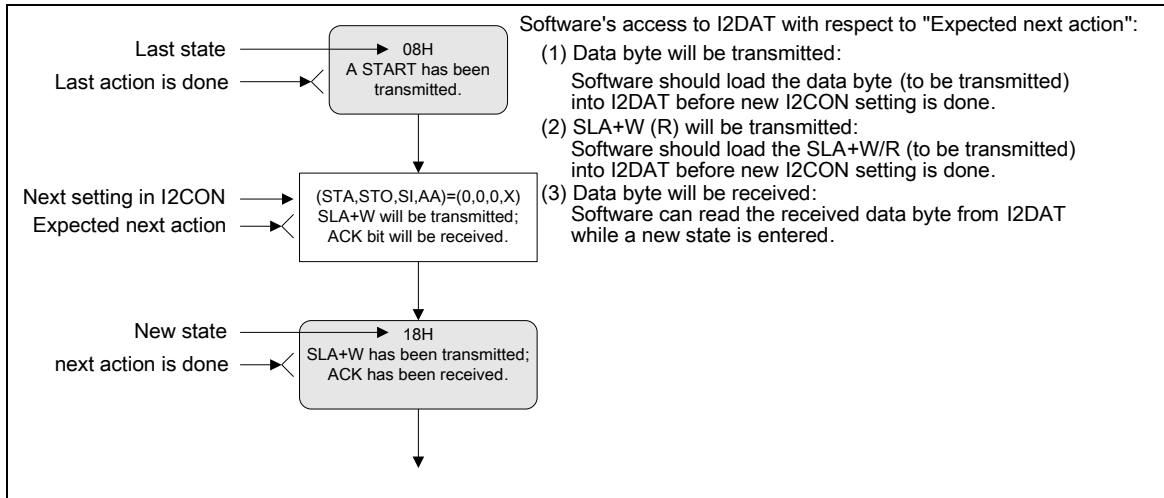 Software's access to I2DAT with respect to "Expected next action":
(1) Data byte will be transmitted:
Software should load the data byte (to be transmitted)
into I2DAT before new I2CON setting is done.
(2) SLA+W (R) will be transmitted:
Software should load the SLA+W/R (to be transmitted)
into I2DAT before new I2CON setting is done.
(3) Data byte will be received:
Software can read the received data byte from I2DAT
while a new state is entered.
Last state
Last action is done
08H
A START has been
transmitted.
Next setting in I2CON
Expected next action
(STA,STO,SI,AA)=(0,0,0,X)
SLA+W will be transmitted;
ACK bit will be received.
New state
next action is done
18H
SLA+W has been transmitted;
ACK has been received.